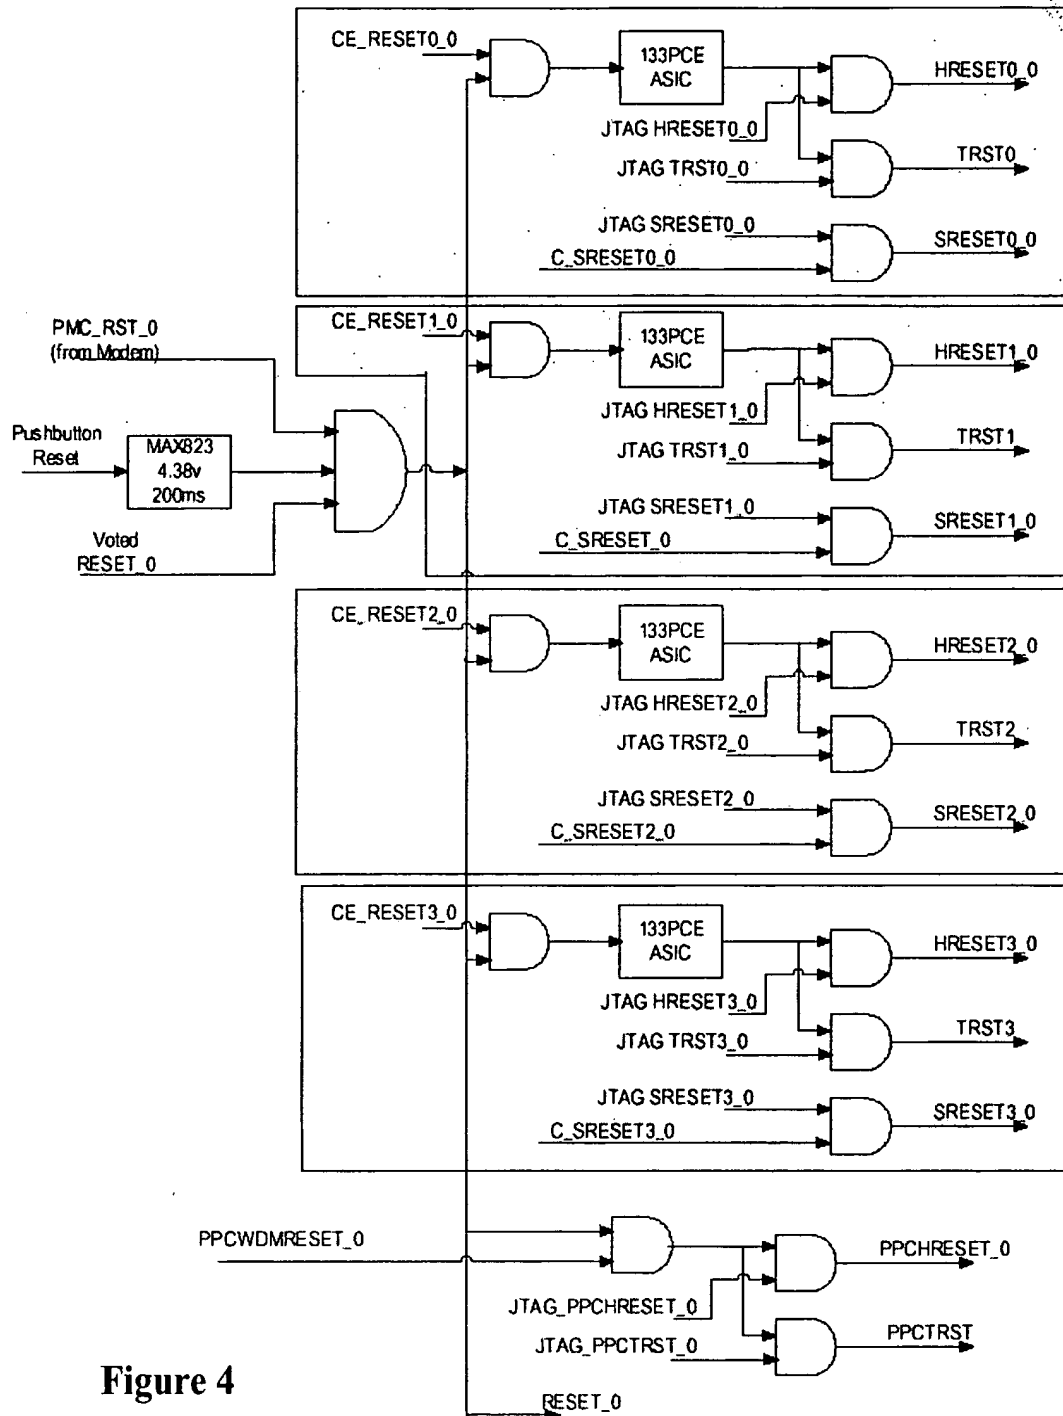 CE_RESET0_0
133PCE
ASIC
HRESET0_0
JTAG HRESET0_0
JTAG TRST0_0
TRST0
JTAG SRESET0_0
C_SRESET0_0
SRESET0_0
PMC_RST_0
(from Modem)
Pushbutton
Reset
MAX823
4.38v
200ms
Voted
RESET_0
CE_RESET1_0
133PCE
ASIC
HRESET1_0
JTAG HRESET1_0
JTAG TRST1_0
TRST1
JTAG SRESET1_0
C_SRESET_0
SRESET1_0
CE_RESET2_0
133PCE
ASIC
HRESET2_0
JTAG HRESET2_0
JTAG TRST2_0
TRST2
JTAG SRESET2_0
C_SRESET2_0
SRESET2_0
CE_RESET3_0
133PCE
ASIC
HRESET3_0
JTAG HRESET3_0
JTAG TRST3_0
TRST3
JTAG SRESET3_0
C_SRESET3_0
SRESET3_0
PPCWDMRESET_0
PPCHRESET_0
JTAG_PPCHRESET_0
JTAG_PPCTRST_0
PPCTRST
RESET_0
Figure 4